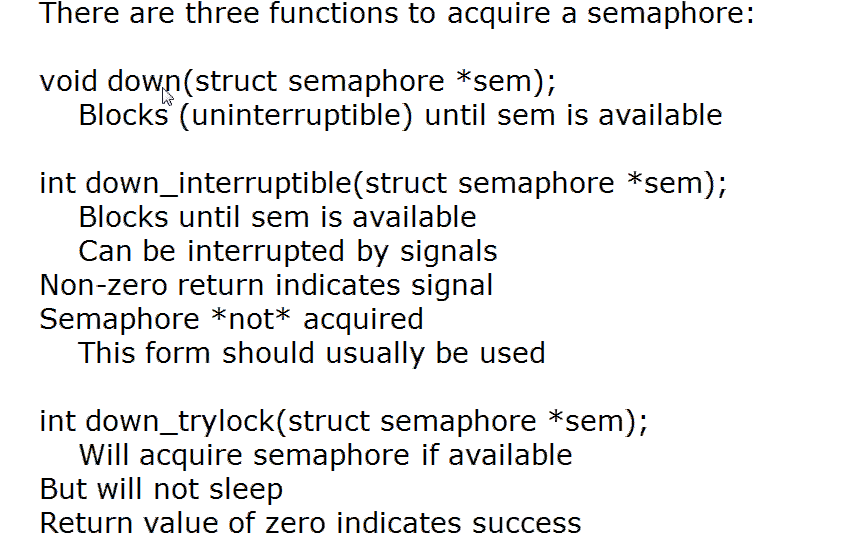 There are three functions to acquire a semaphore:
void down(struct semaphore *sem);
Blocks (uninterruptible) until sem is available
int down_interruptible(struct semaphore *sem);
Blocks until sem is available
Can be interrupted by signals
Non-zero return indicates signal
Semaphore *not* acquired
This form should usually be used
int down_trylock(struct semaphore *sem);
Will acquire semaphore if available
But will not sleep
Return value of zero indicates success